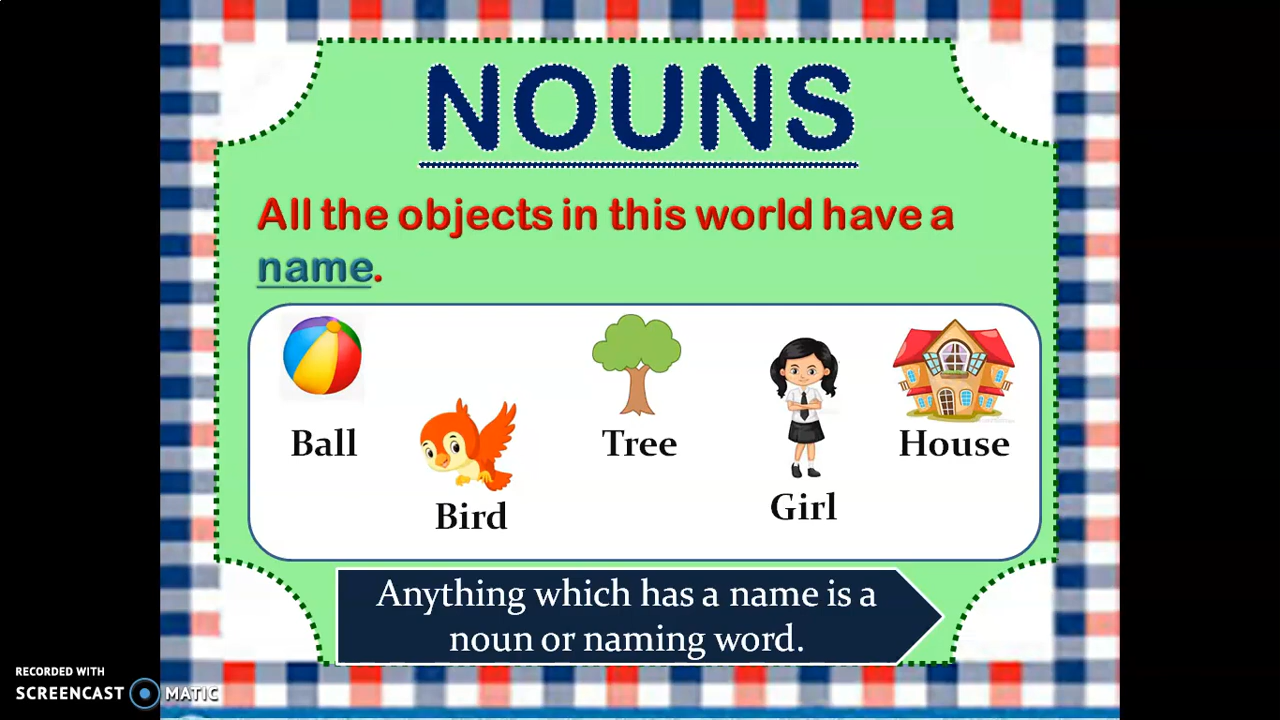 NOUNS
All the objects in this world have a
name.
Ball
Bird
Tree
Girl
House
Anything which has a name is a
noun or naming word.
RECORDED WITH
SCREENCAST MATIC